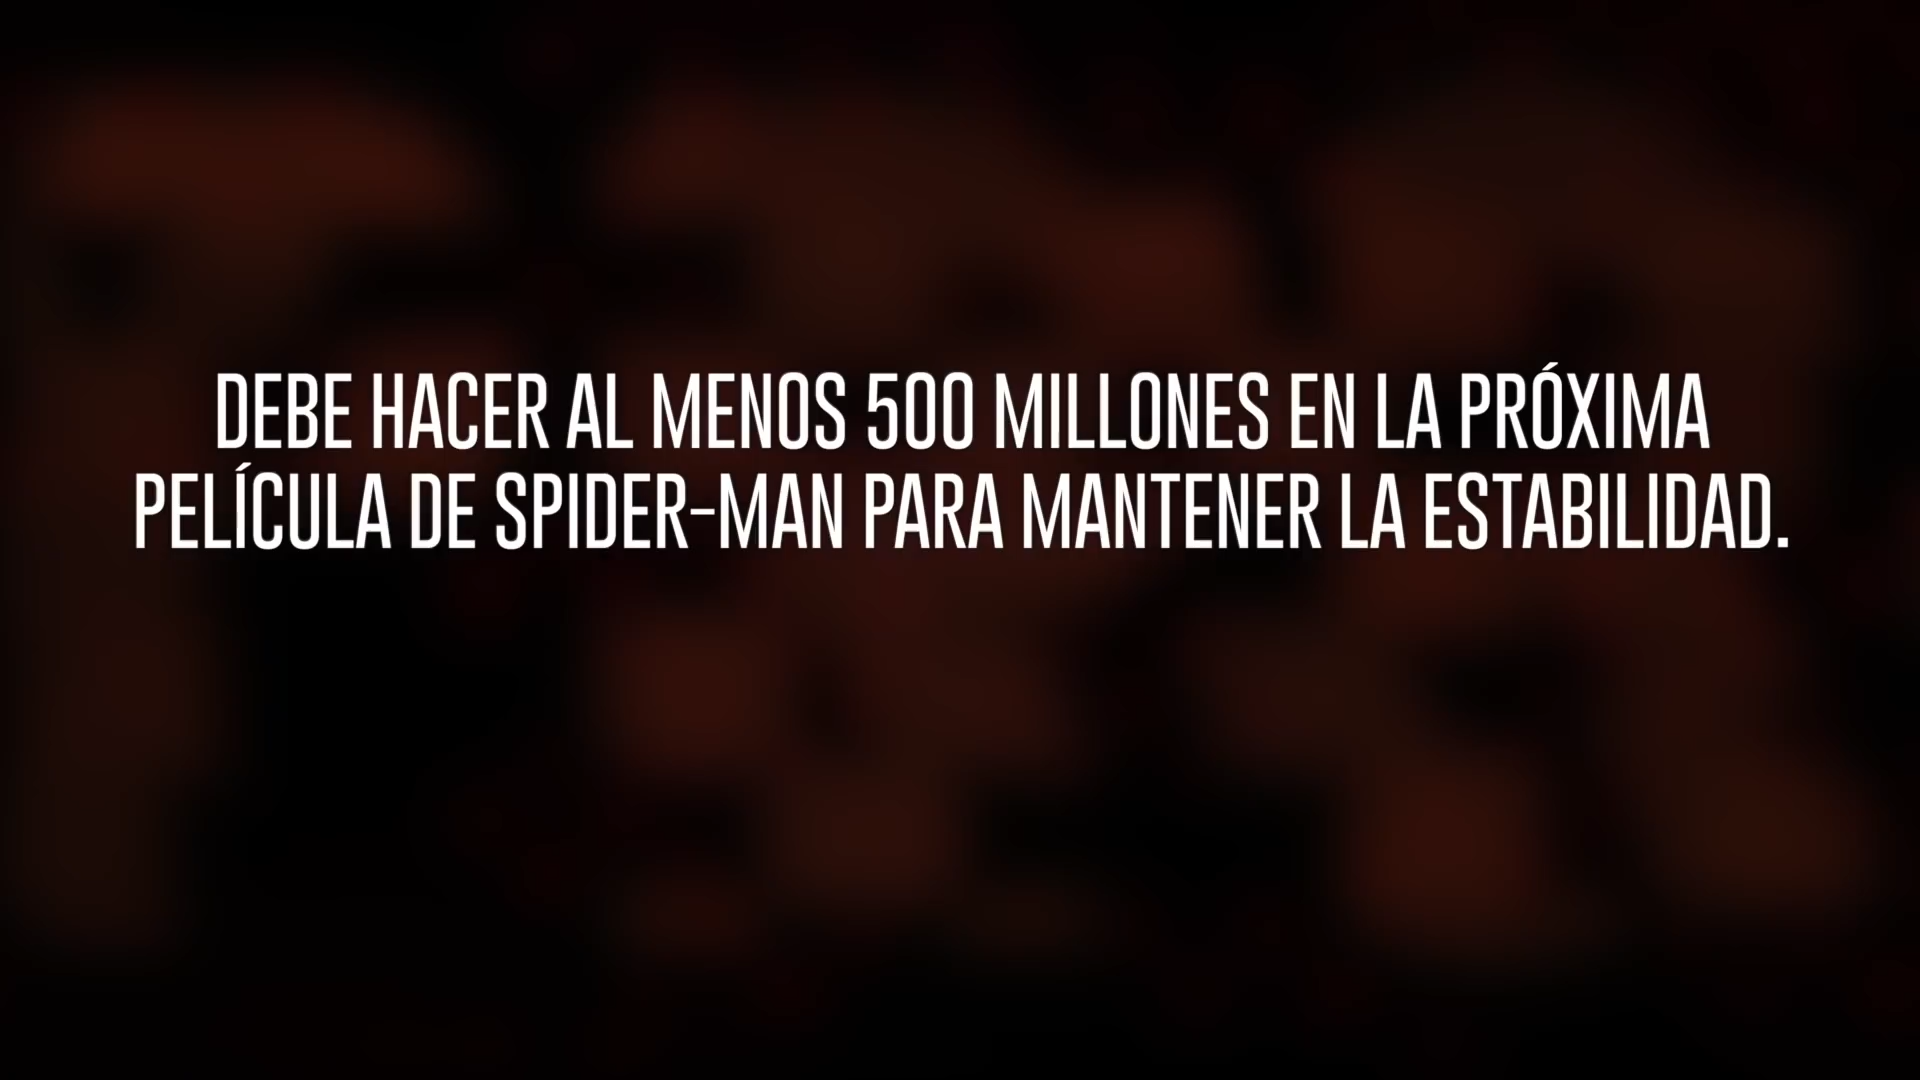 DEBE HACER AL MENOS 500 MILLONES EN LA PRÓXIMA
PELÍCULA DE SPIDER-MAN PARA MANTENER LA ESTABILIDAD.